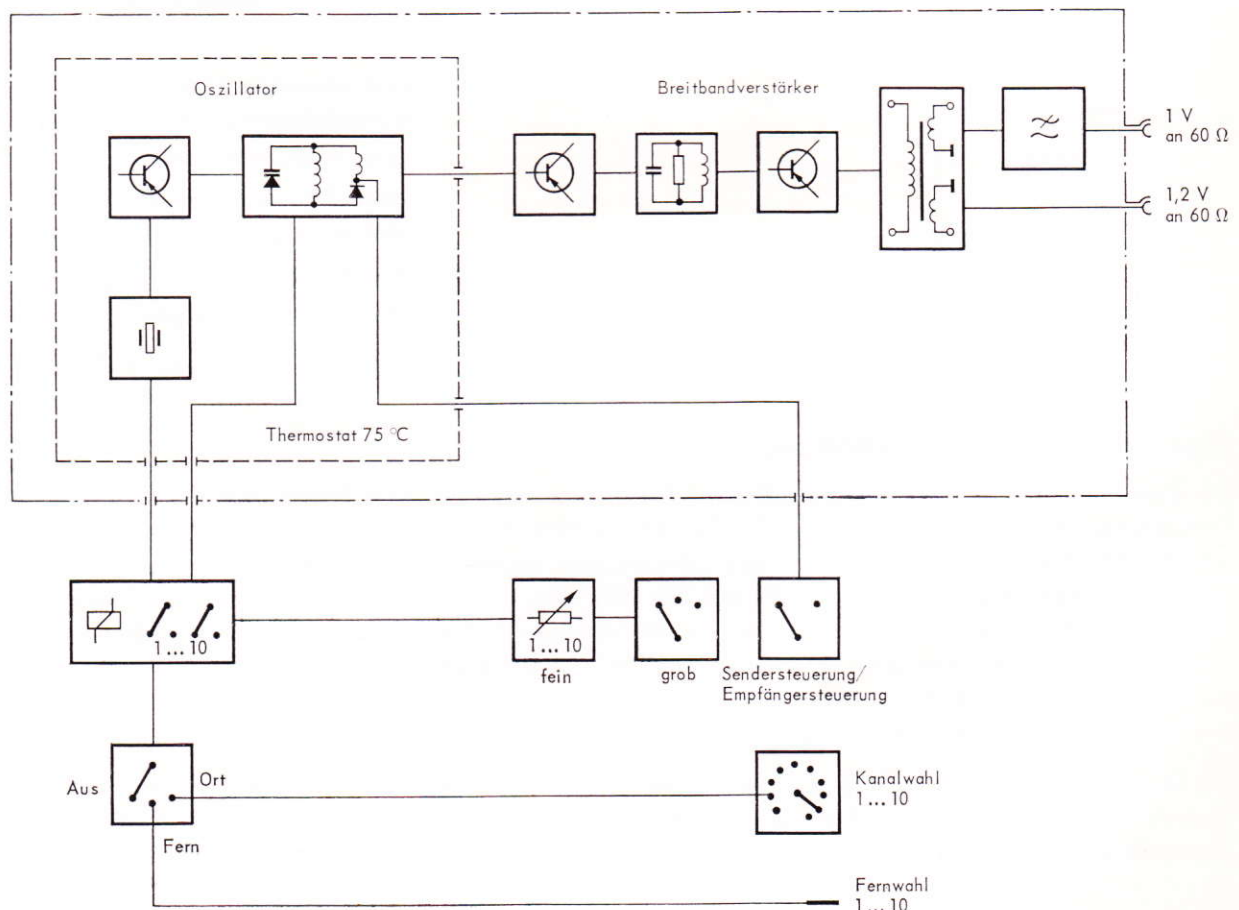 Oszillator
Breitbandverstärker
1 V
an 60 Ω
1,2 V
an 60 Ω
Thermostat 75 °C
1 ... 10
1 ... 10
fein
grob
Sendersteuerung/
Empfängersteuerung
Aus
Ort
Fern
Kanalwahl
1 ... 10
Fernwahl
1 ... 10